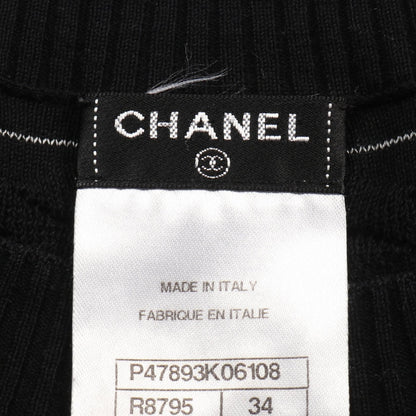 CHANEL
MADE IN ITALY
FABRIQUE EN ITALIE
P47893K06108
R8795 34